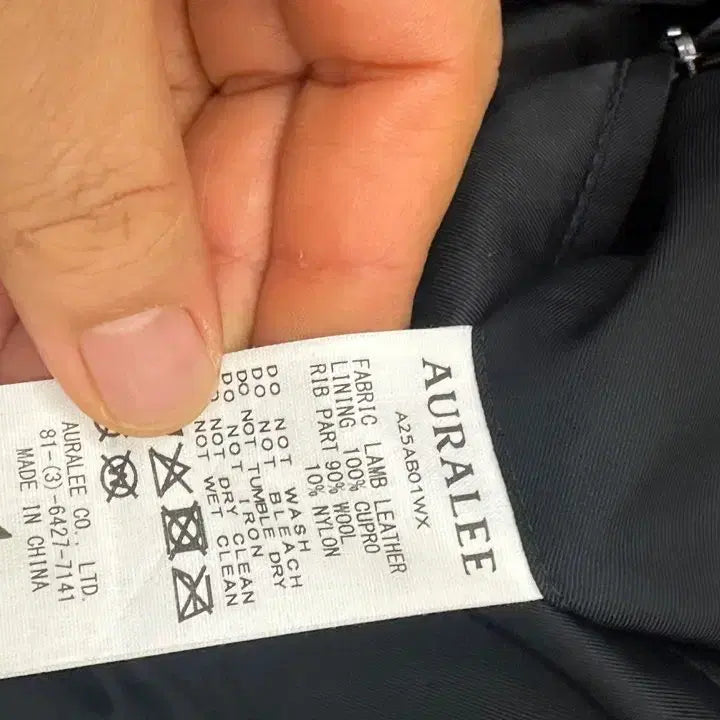 AURALEE
A25AB01WX
FABRIC LAMB LEATHER
LINING 100% CUPRO
RIB PART 90% WOOL
10% NYLON
DO NOT WASH
DO NOT BLEACH
DO NOT TUMBLE DRY
DO NOT IRON
DO NOT DRY CLEAN
NOT WET CLEAN
AURALEE CO., LTD.
81-(3)-6427-7141
MADE IN CHINA